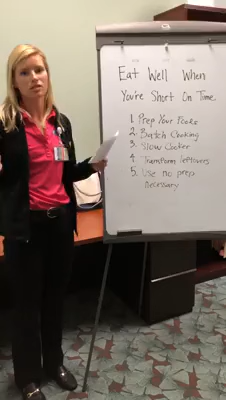 Eat Well When
You're Short On Time
1. Prep Your Foods
2. Batch Cooking
3. Slow Cooker
4. Transform leftovers
5. Use no prep
necessary